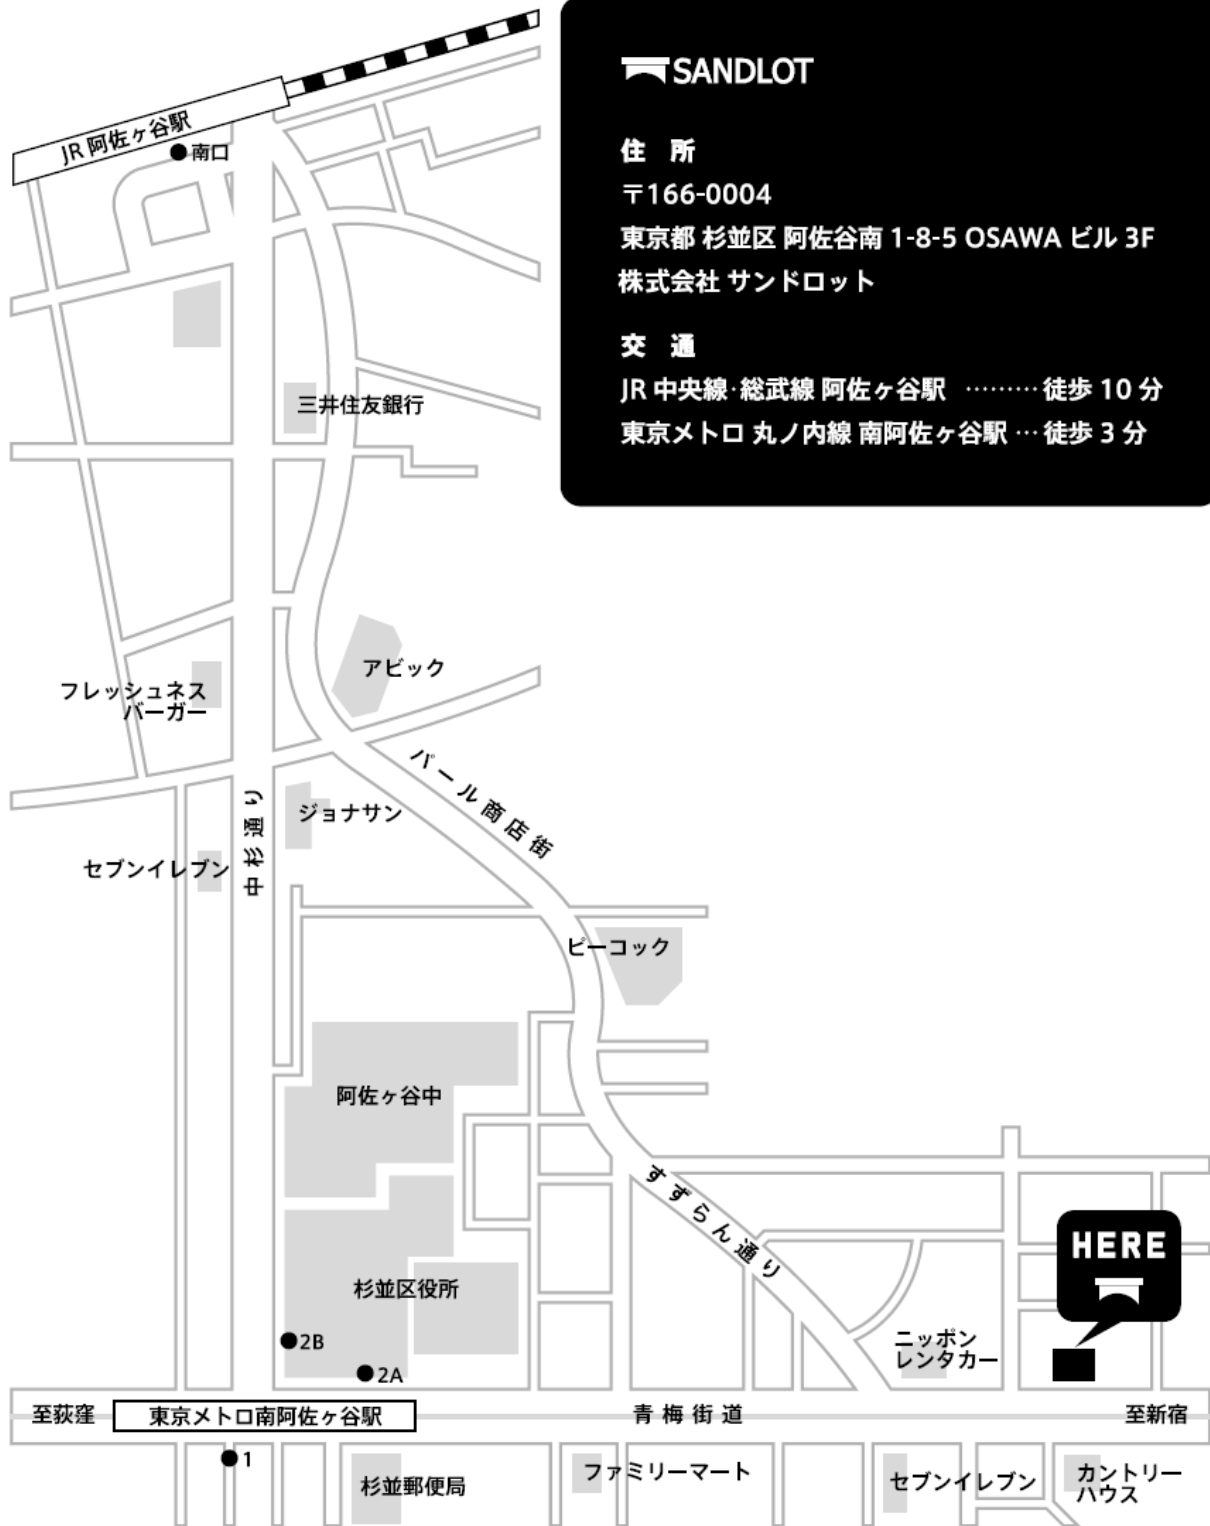 SANDLOT
住 所
〒166-0004
東京都 杉並区 阿佐谷南 1-8-5 OSAWA ビル 3F
株式会社 サンドロット
交 通
JR 中央線·総武線 阿佐ヶ谷駅 ……… 徒歩 10 分
東京メトロ 丸ノ内線 南阿佐ヶ谷駅 … 徒歩 3 分
JR 阿佐ヶ谷駅
南口
三井住友銀行
アビック
フレッシュネス
バーガー
パール商店街
中杉通り
ジョナサン
セブンイレブン
ピーコック
阿佐ヶ谷中
すずらん通り
HERE
杉並区役所
2B
2A
ニッポン
レンタカー
至荻窪
東京メトロ南阿佐ヶ谷駅
青梅街道
至新宿
1
杉並郵便局
ファミリーマート
セブンイレブン
カントリー
ハウス